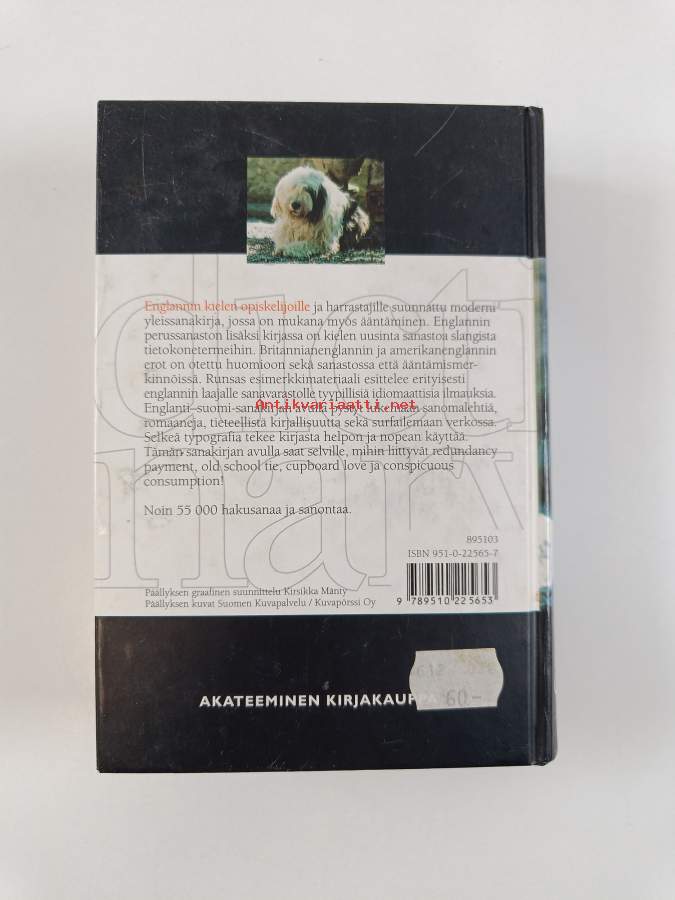 dicti
nary
Englannin kielen opiskelijoille ja harrastajille suunnattu moderni
yleissanakirja, jossa on mukana myös ääntäminen. Englannin
perussanaston lisäksi kirjassa on kielen uusinta sanastoa slangista
tietokonetermeihin. Britannianenglannin ja amerikanenglannin
erot on otettu huomioon sekä sanastossa että ääntämismer-
kinnöissä. Runsas esimerkkimateriaali esittelee erityisesti
englannin laajalle sanavarastolle tyypillisiä idiomaattisia ilmauksia.
Antikvariaatti.net
Englanti–suomi-sanakirjan avulla pystyt lukemaan sanomalehtiä,
romaaneja, tieteellistä kirjallisuutta sekä surfailemaan verkossa.
Selkeä typografia tekee kirjasta helpon ja nopean käyttää.
Tämän sanakirjan avulla saat selville, mihin liittyvät redundancy
payment, old school tie, cupboard love ja conspicuous
consumption!
Noin 55 000 hakusanaa ja sanontaa.
895103
ISBN 951-0-22565-7
Päällyksen graafinen suunnittelu Kirsikka Mänty
Päällyksen kuvat Suomen Kuvapalvelu / Kuvapörssi Oy
9 789510 225653
612
60-
AKATEEMINEN KIRJAKAUPPA